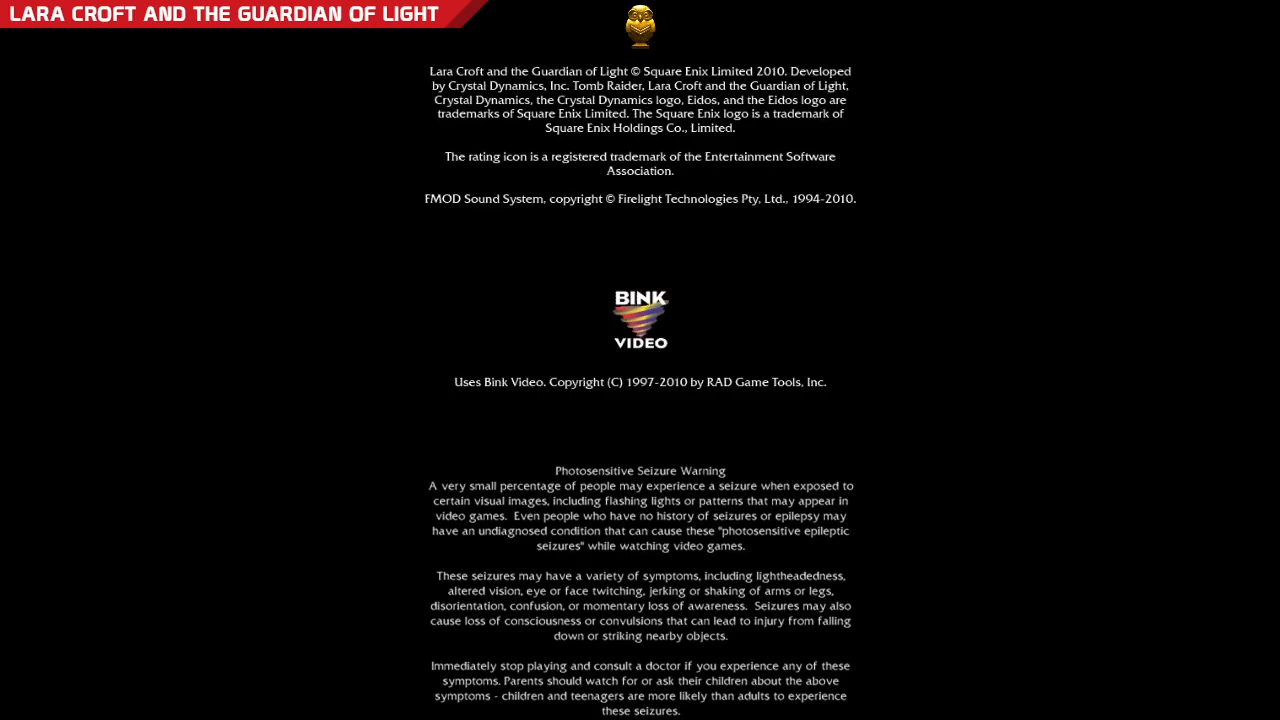 LARA CROFT AND THE GUARDIAN OF LIGHT
Lara Croft and the Guardian of Light © Square Enix Limited 2010. Developed
by Crystal Dynamics, Inc. Tomb Raider, Lara Croft and the Guardian of Light,
Crystal Dynamics, the Crystal Dynamics logo, Eidos, and the Eidos logo are
trademarks of Square Enix Limited. The Square Enix logo is a trademark of
Square Enix Holdings Co., Limited.
The rating icon is a registered trademark of the Entertainment Software
Association.
FMOD Sound System, copyright © Firelight Technologies Pty, Ltd., 1994-2010.
BINK
VIDEO
Uses Bink Video. Copyright (C) 1997-2010 by RAD Game Tools, Inc.
Photosensitive Seizure Warning
A very small percentage of people may experience a seizure when exposed to
certain visual images, including flashing lights or patterns that may appear in
video games.  Even people who have no history of seizures or epilepsy may
have an undiagnosed condition that can cause these "photosensitive epileptic
seizures" while watching video games.
These seizures may have a variety of symptoms, including lightheadedness,
altered vision, eye or face twitching, jerking or shaking of arms or legs,
disorientation, confusion, or momentary loss of awareness.  Seizures may also
cause loss of consciousness or convulsions that can lead to injury from falling
down or striking nearby objects.
Immediately stop playing and consult a doctor if you experience any of these
symptoms. Parents should watch for or ask their children about the above
symptoms - children and teenagers are more likely than adults to experience
these seizures.